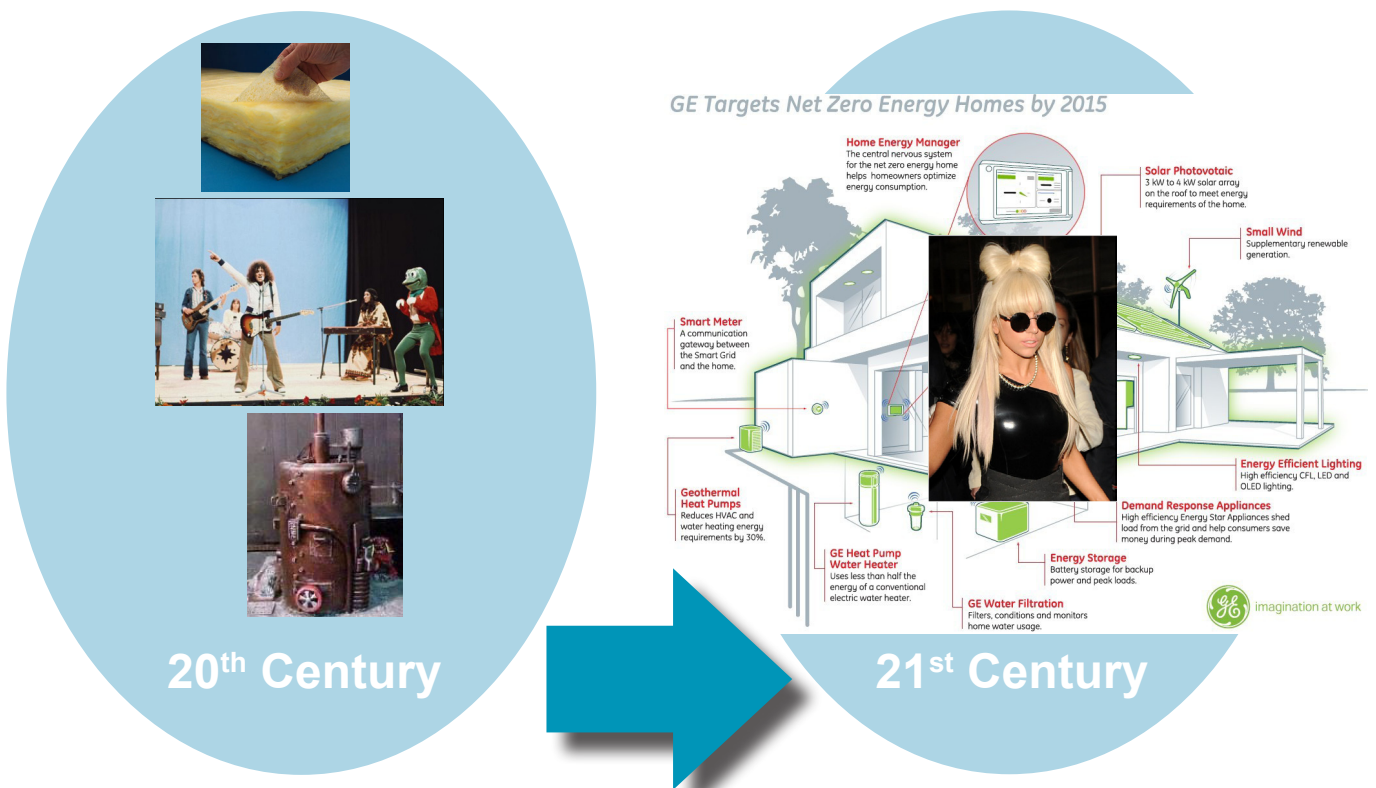 GE Targets Net Zero Energy Homes by 2015
Home Energy Manager
The central nervous system
for the net zero energy home
helps homeowners optimize
energy consumption.
Solar Photovotaic
3 kW to 4 kW solar array
on the roof to meet energy
requirements of the home.
Small Wind
Supplementary renewable
generation.
Smart Meter
A communication
gateway between
the Smart Grid
and the home.
Geothermal
Heat Pumps
Reduces HVAC and
water heating energy
requirements by 30%.
GE Heat Pump
Water Heater
Uses less than half the
energy of a conventional
electric water heater.
GE Water Filtration
Filters, conditions and monitors
home water usage.
Energy Storage
Battery storage for backup
power and peak loads.
Demand Response Appliances
High efficiency Energy Star Appliances shed
load from the grid and help consumers save
money during peak demand.
Energy Efficient Lighting
High efficiency CFL, LED and
OLED lighting.
GE imagination at work
20th Century
21st Century